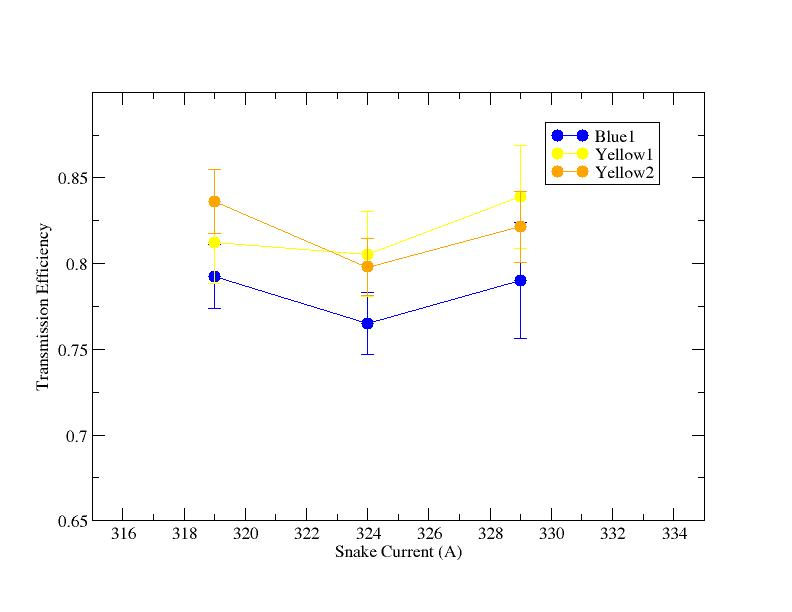 Blue1
Yellow1
Yellow2
0.85
0.8
0.75
0.7
0.65
Transmission Efficiency
316 318 320 322 324 326 328 330 332 334
Snake Current (A)